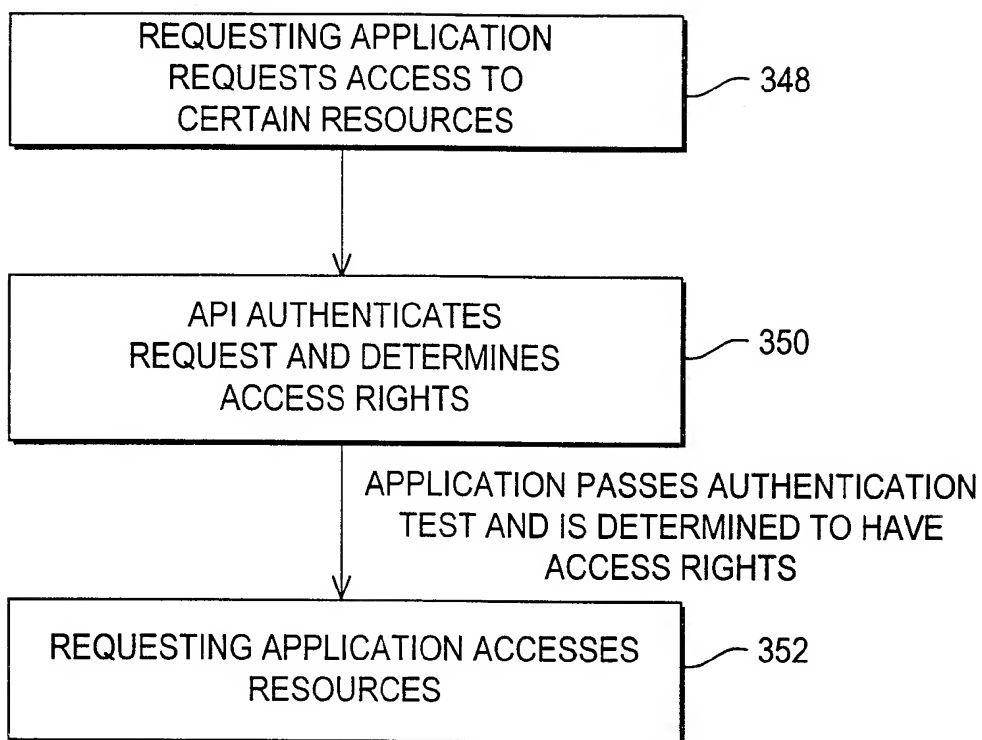 REQUESTING APPLICATION
REQUESTS ACCESS TO
CERTAIN RESOURCES
348
API AUTHENTICATES
REQUEST AND DETERMINES
ACCESS RIGHTS
350
APPLICATION PASSES AUTHENTICATION
TEST AND IS DETERMINED TO HAVE
ACCESS RIGHTS
REQUESTING APPLICATION ACCESSES
RESOURCES
352